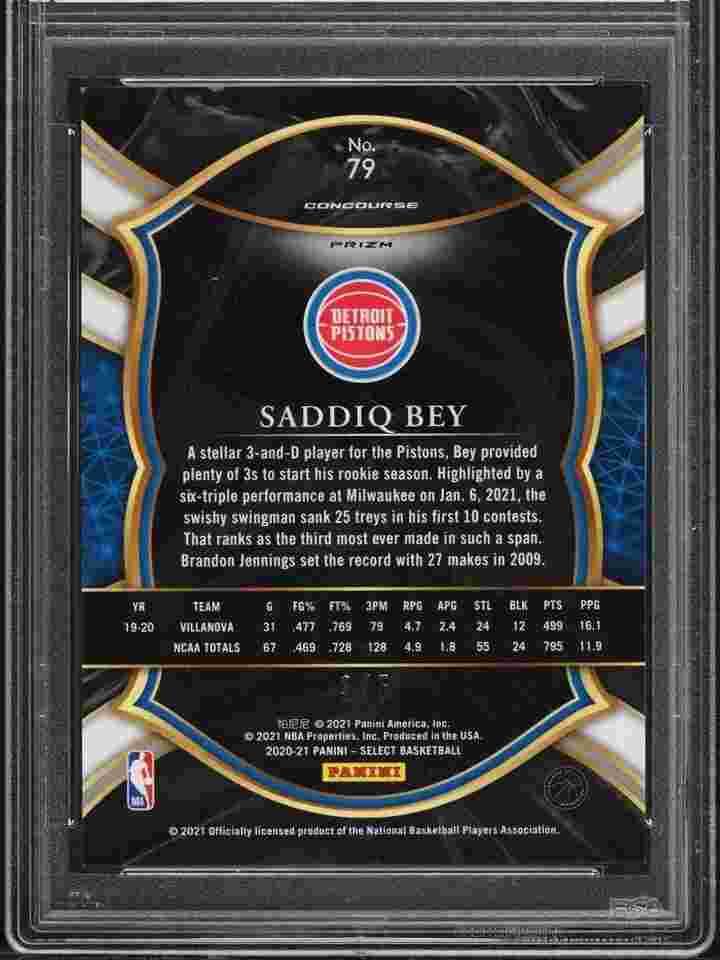 No.
79
CONCOURSE
PRIZM
DETROIT
PISTONS
SADDIQ BEY
A stellar 3-and-D player for the Pistons, Bey provided
plenty of 3s to start his rookie season. Highlighted by a
six-triple performance at Milwaukee on Jan. 6, 2021, the
swishy swingman sank 25 treys in his first 10 contests.
That ranks as the third most ever made in such a span.
Brandon Jennings set the record with 27 makes in 2009.
YR TEAM G FG% FT% 3PM RPG APG STL BLK PTS PPG
19-20 VILLANOVA 31 .477 .769 79 4.7 2.4 24 12 499 16.1
NCAA TOTALS 67 .469 .728 128 4.9 1.8 55 24 795 11.9
帕尼尼 © 2021 Panini America, Inc.
© 2021 NBA Properties, Inc. Produced in the USA.
2020-21 PANINI – SELECT BASKETBALL
PANINI
NBA
© 2021 Officially licensed product of the National Basketball Players Association.